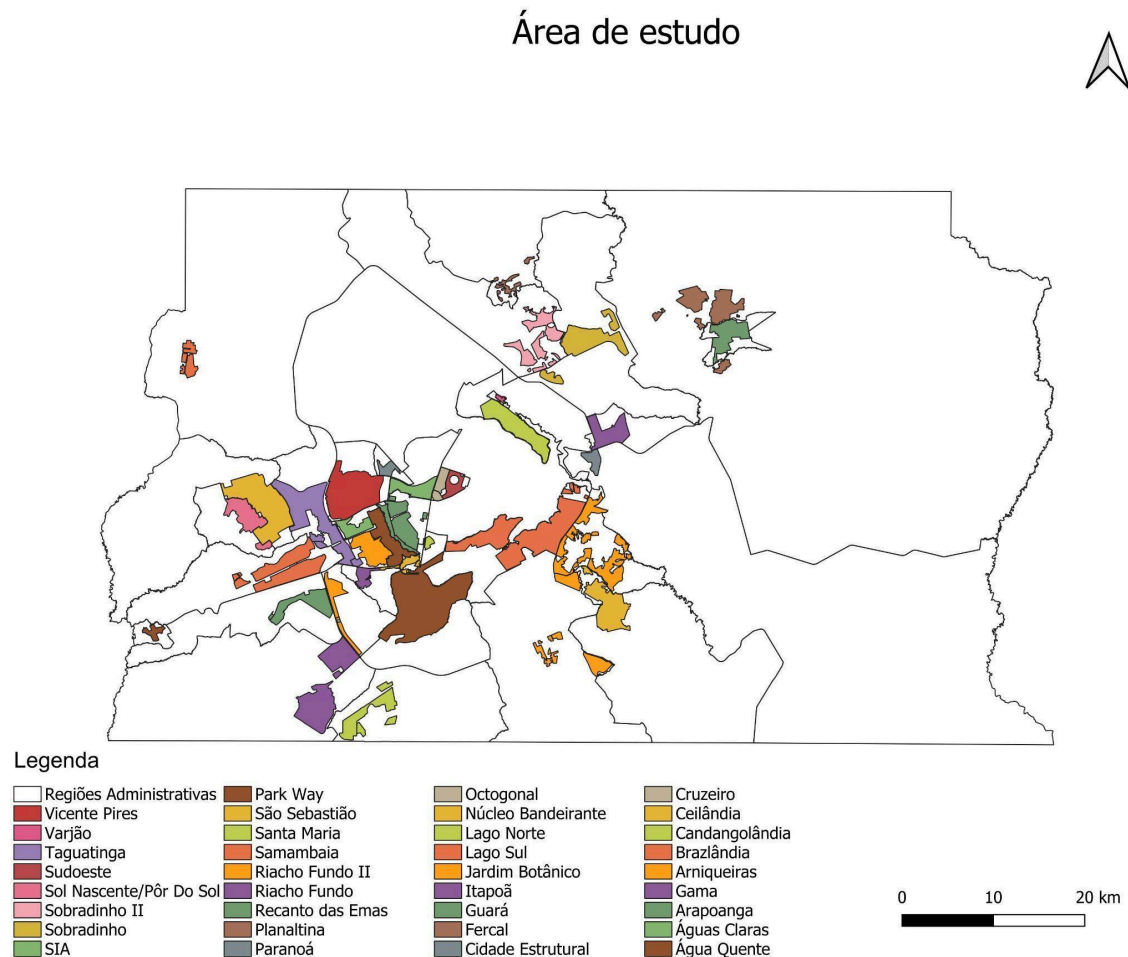 Área de estudo
Legenda
Regiões Administrativas
Vicente Pires
Varjão
Taguatinga
Sudoeste
Sol Nascente/Pôr Do Sol
Sobradinho II
Sobradinho
SIA
Park Way
São Sebastião
Santa Maria
Samambaia
Riacho Fundo II
Riacho Fundo
Recanto das Emas
Planaltina
Paranoá
Octogonal
Núcleo Bandeirante
Lago Norte
Lago Sul
Jardim Botânico
Itapoã
Guará
Fercal
Cidade Estrutural
Cruzeiro
Ceilândia
Candangolândia
Brazlândia
Arniqueiras
Gama
Arapoanga
Águas Claras
Água Quente
0 10 20 km